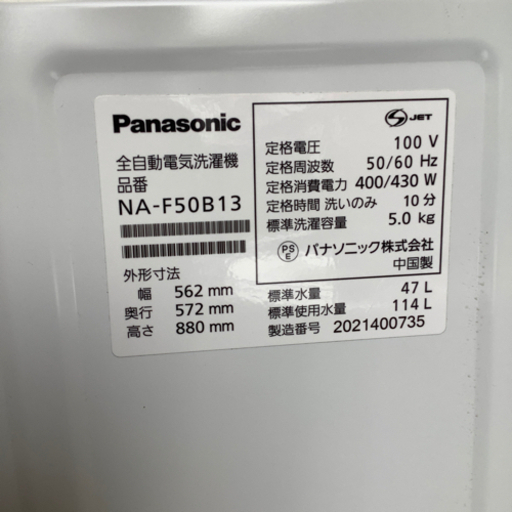 Panasonic
全自動電気洗濯機
品番
NA-F50B13
外形寸法
幅 562 mm
奥行 572 mm
高さ 880 mm
S JET
定格電圧 100 V
定格周波数 50/60 Hz
定格消費電力 400/430 W
定格時間 洗いのみ 10分
標準洗濯容量 5.0 kg
PSE パナソニック株式会社
中国製
標準水量 47 L
標準使用水量 114 L
製造番号 2021400735